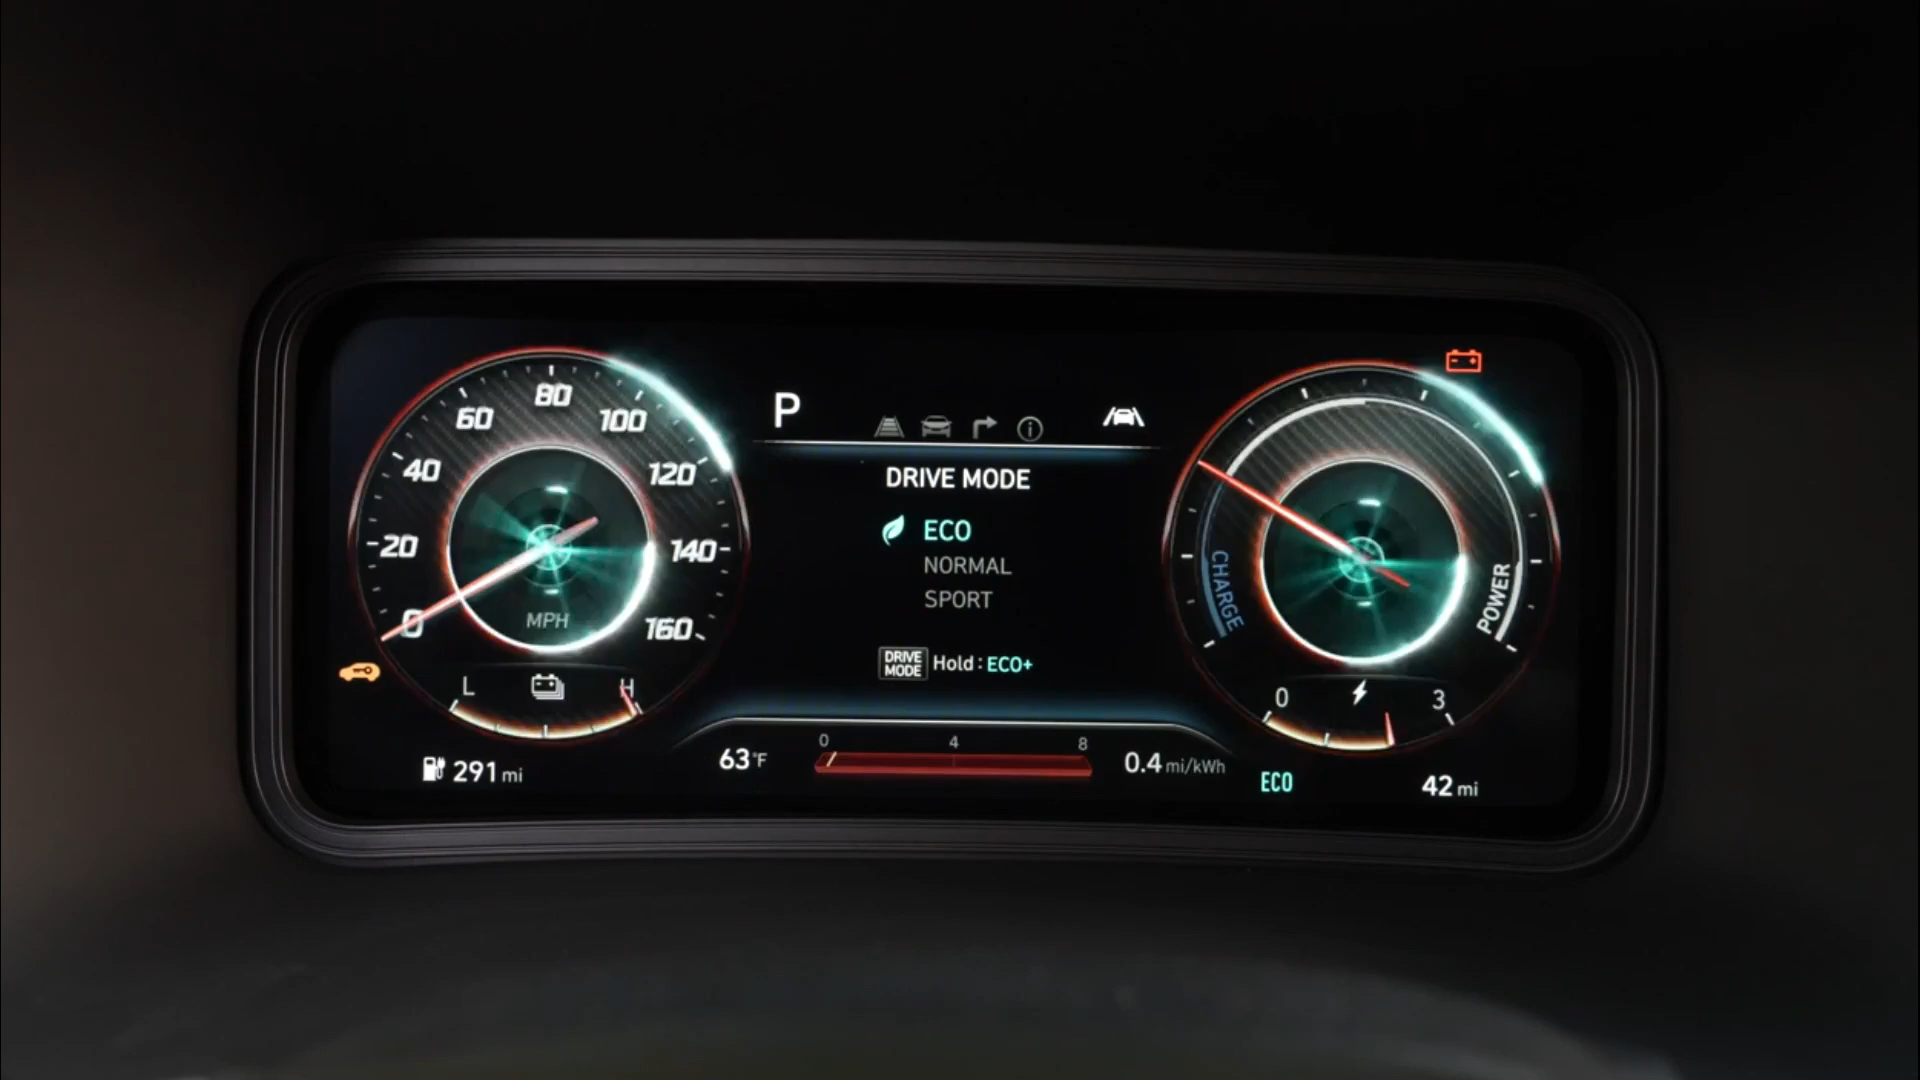 0
20
40
60
80
100
120
140
160
MPH
L
H
291 mi
P
DRIVE MODE
ECO
NORMAL
SPORT
DRIVE MODE Hold : ECO+
63°F
0 4 8
0.4 mi/kWh
CHARGE
POWER
0
3
ECO
42 mi